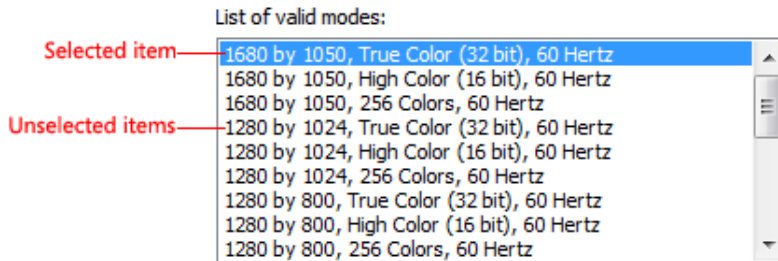 List of valid modes:
Selected item
1680 by 1050, True Color (32 bit), 60 Hertz
1680 by 1050, High Color (16 bit), 60 Hertz
1680 by 1050, 256 Colors, 60 Hertz
Unselected items
1280 by 1024, True Color (32 bit), 60 Hertz
1280 by 1024, High Color (16 bit), 60 Hertz
1280 by 1024, 256 Colors, 60 Hertz
1280 by 800, True Color (32 bit), 60 Hertz
1280 by 800, High Color (16 bit), 60 Hertz
1280 by 800, 256 Colors, 60 Hertz